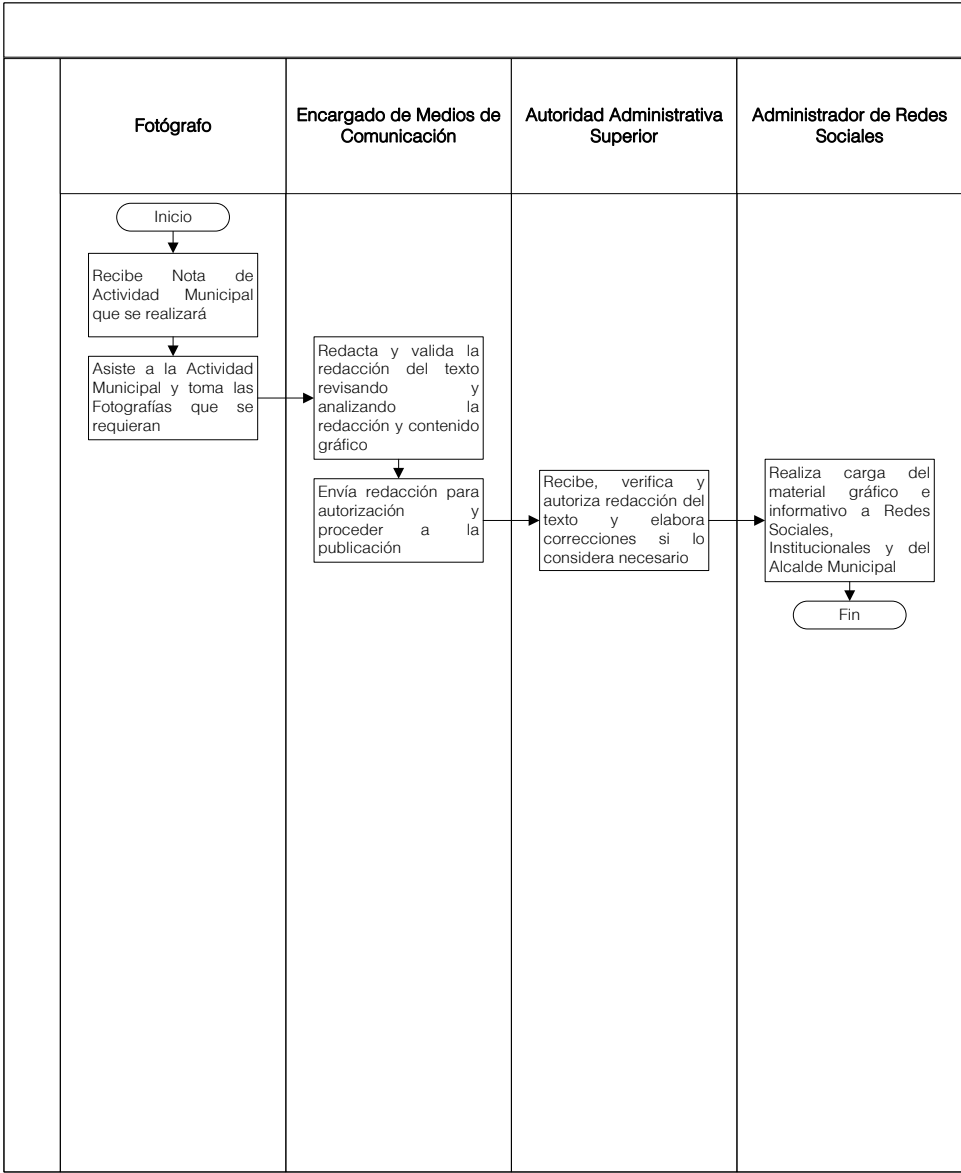 Fotógrafo
Encargado de Medios de
Comunicación
Autoridad Administrativa
Superior
Administrador de Redes
Sociales
Inicio
Recibe Nota de
Actividad Municipal
que se realizará
Asiste a la Actividad
Municipal y toma las
Fotografías que se
requieran
Redacta y valida la
redacción del texto
revisando y
analizando la
redacción y contenido
gráfico
Envía redacción para
autorización y
proceder a la
publicación
Recibe, verifica y
autoriza redacción del
texto y elabora
correcciones si lo
considera necesario
Realiza carga del
material gráfico e
informativo a Redes
Sociales,
Institucionales y del
Alcalde Municipal
Fin